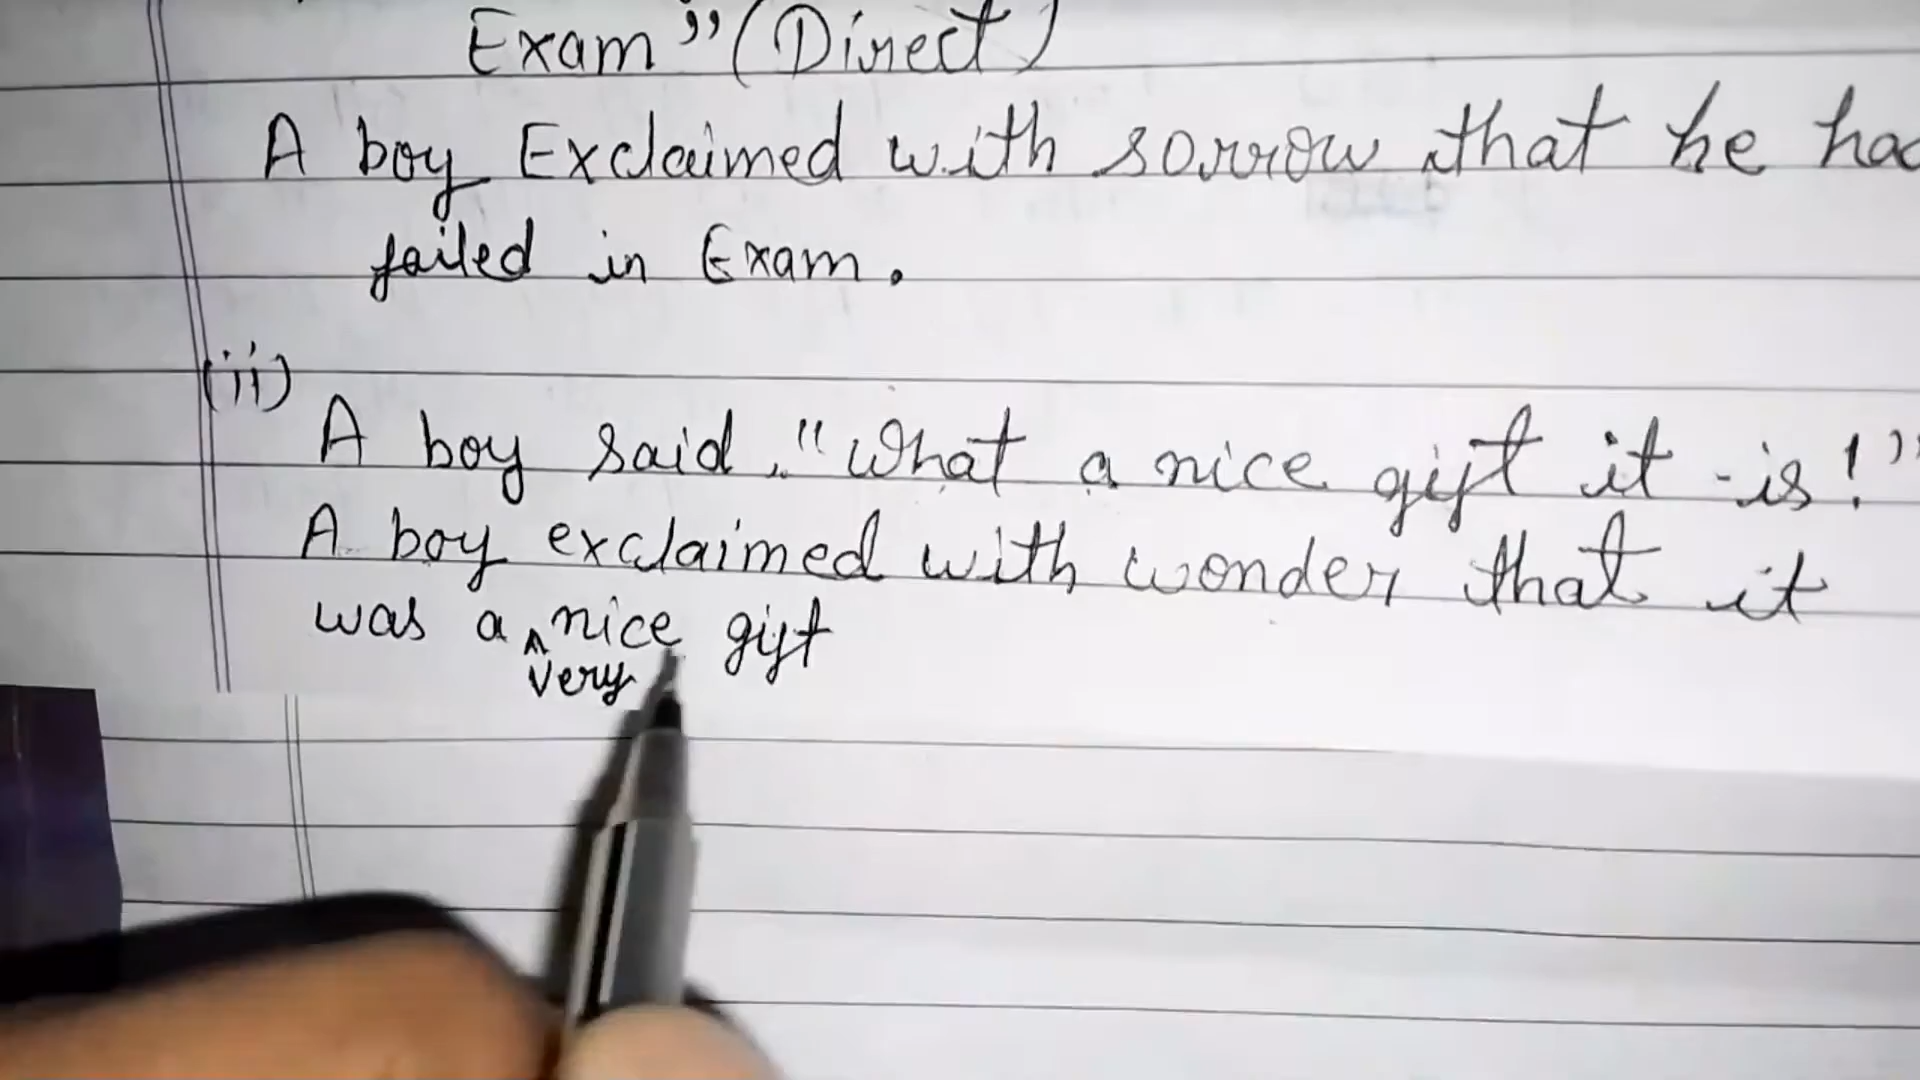 Exam" (Direct)
A boy Exclaimed with sorrow that he had
failed in Exam.
(ii)
A boy said, "What a nice gift it is!"
A boy exclaimed with wonder that it
was a ^ nice gift
very